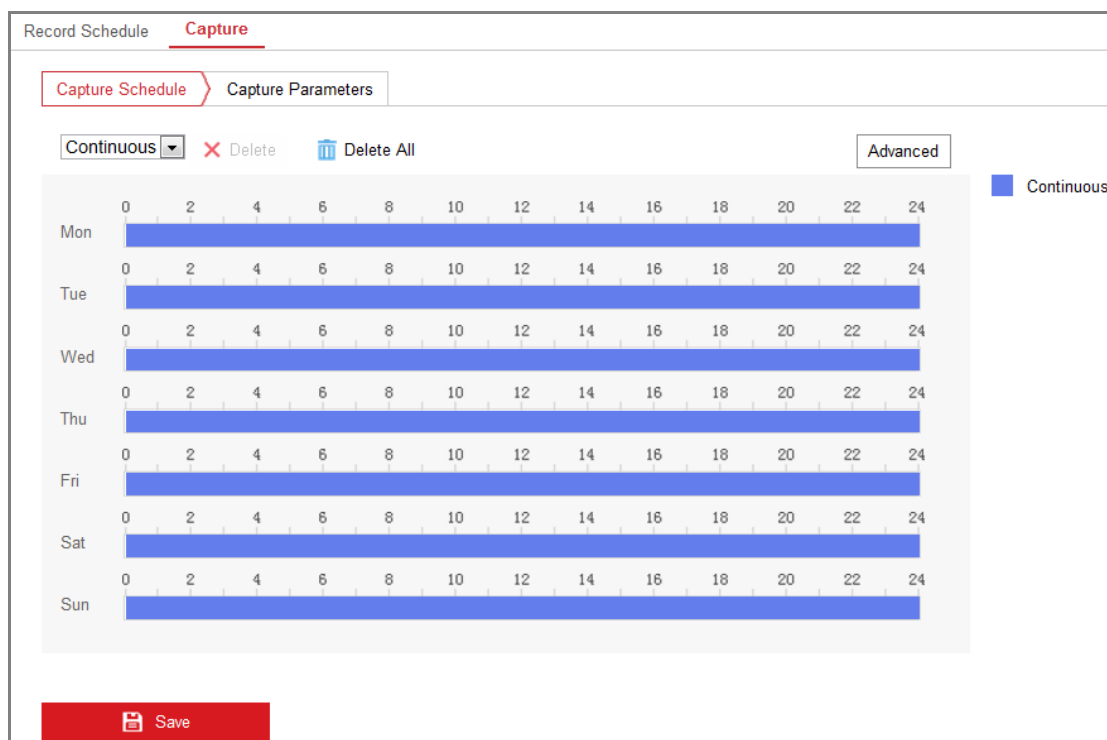 Record Schedule Capture
Capture Schedule Capture Parameters
Continuous Delete Delete All Advanced
Continuous
0 2 4 6 8 10 12 14 16 18 20 22 24
Mon
0 2 4 6 8 10 12 14 16 18 20 22 24
Tue
0 2 4 6 8 10 12 14 16 18 20 22 24
Wed
0 2 4 6 8 10 12 14 16 18 20 22 24
Thu
0 2 4 6 8 10 12 14 16 18 20 22 24
Fri
0 2 4 6 8 10 12 14 16 18 20 22 24
Sat
0 2 4 6 8 10 12 14 16 18 20 22 24
Sun
Save